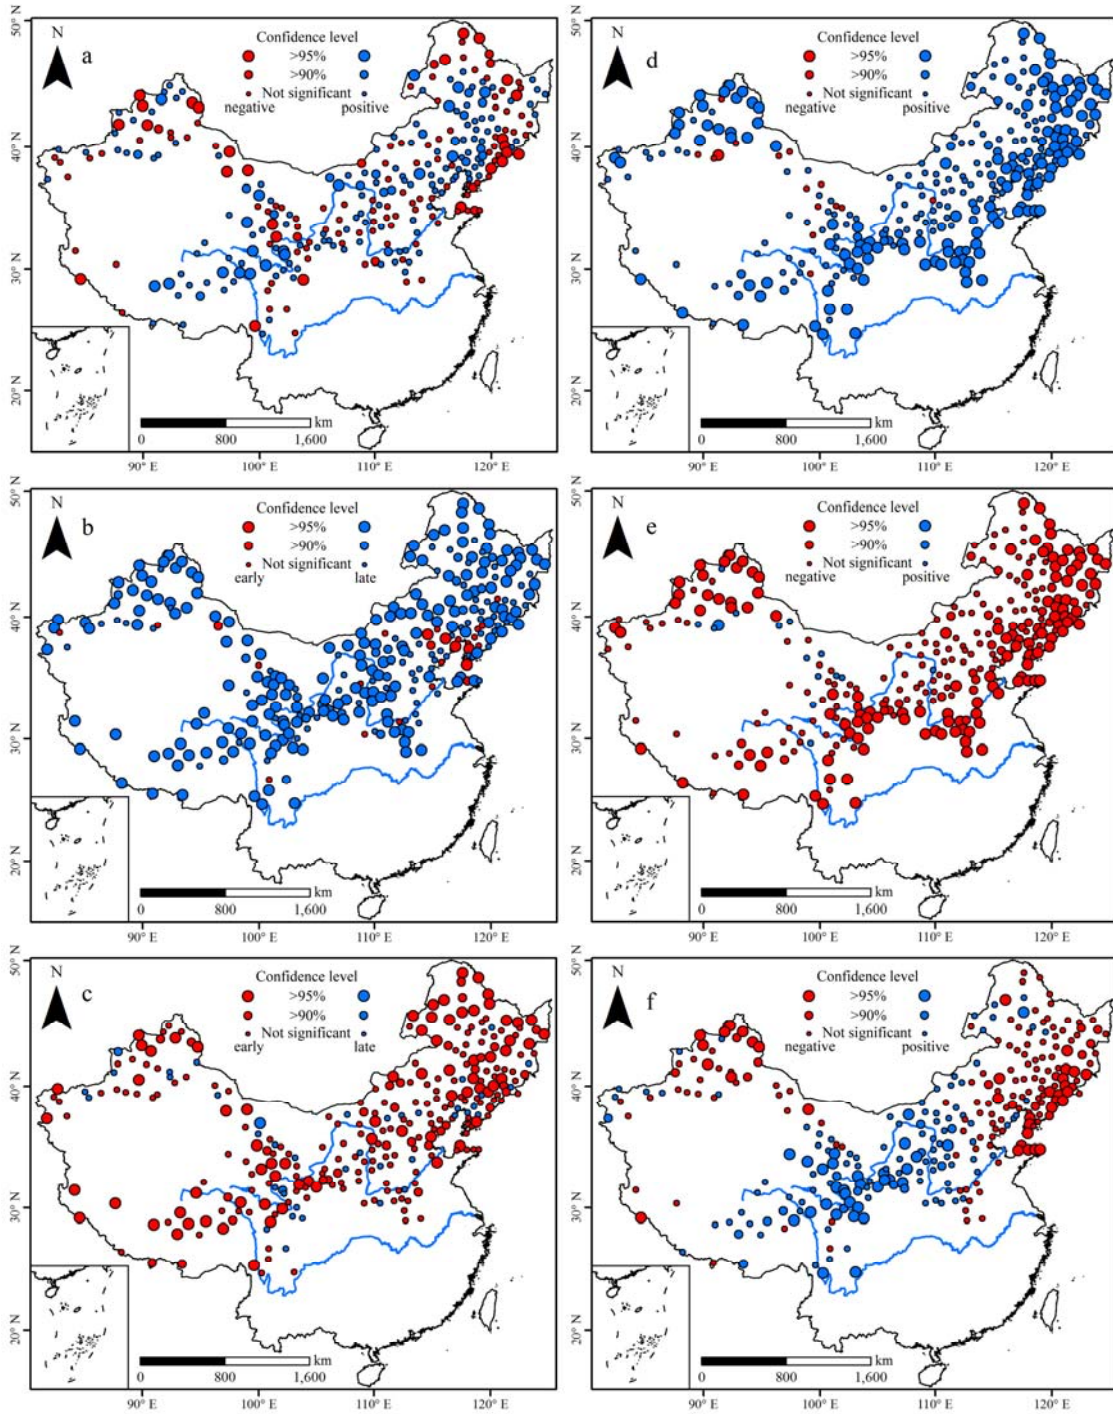 N
a
Confidence level
>95%
>90%
Not significant
negative
positive
50° N
40° N
30° N
20° N
km
0
800
1,600
90° E
100° E
110° E
120° E
N
d
Confidence level
>95%
>90%
Not significant
negative
positive
50° N
40° N
30° N
20° N
km
0
800
1,600
90° E
100° E
110° E
120° E
N
b
Confidence level
>95%
>90%
Not significant
early
late
50° N
40° N
30° N
20° N
km
0
800
1,600
90° E
100° E
110° E
120° E
N
e
Confidence level
>95%
>90%
Not significant
negative
positive
50° N
40° N
30° N
20° N
km
0
800
1,600
90° E
100° E
110° E
120° E
N
c
Confidence level
>95%
>90%
Not significant
early
late
50° N
40° N
30° N
20° N
km
0
800
1,600
90° E
100° E
110° E
120° E
N
f
Confidence level
>95%
>90%
Not significant
negative
positive
50° N
40° N
30° N
20° N
km
0
800
1,600
90° E
100° E
110° E
120° E